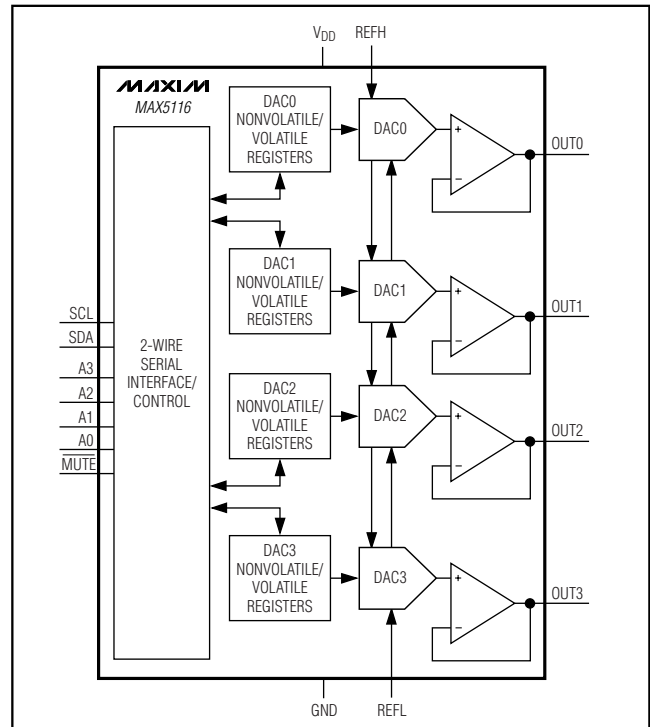 VDD
REFH
MAXIM
MAX5116
DAC0
NONVOLATILE/
VOLATILE
REGISTERS
DAC0
+
−
OUT0
DAC1
NONVOLATILE/
VOLATILE
REGISTERS
DAC1
+
−
OUT1
SCL
SDA
A3
A2
A1
A0
MUTE
2-WIRE
SERIAL
INTERFACE/
CONTROL
DAC2
NONVOLATILE/
VOLATILE
REGISTERS
DAC2
+
−
OUT2
DAC3
NONVOLATILE/
VOLATILE
REGISTERS
DAC3
+
−
OUT3
GND
REFL